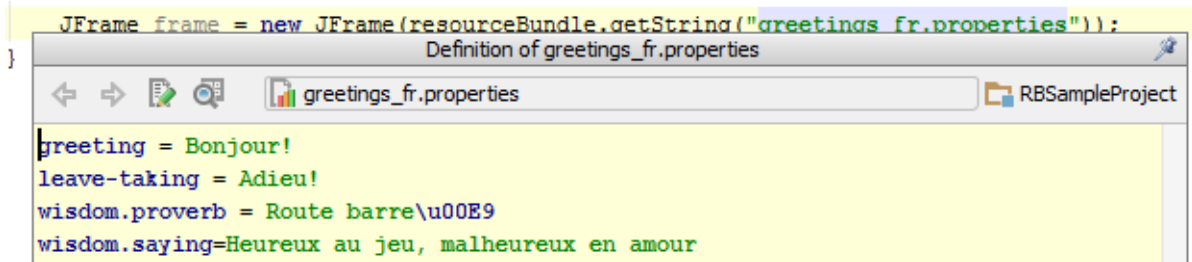 JFrame frame = new JFrame(resourceBundle.getString("greetings_fr.properties"));
}
Definition of greetings_fr.properties
greetings_fr.properties RBSampleProject
greeting = Bonjour!
leave-taking = Adieu!
wisdom.proverb = Route barre\u00E9
wisdom.saying=Heureux au jeu, malheureux en amour